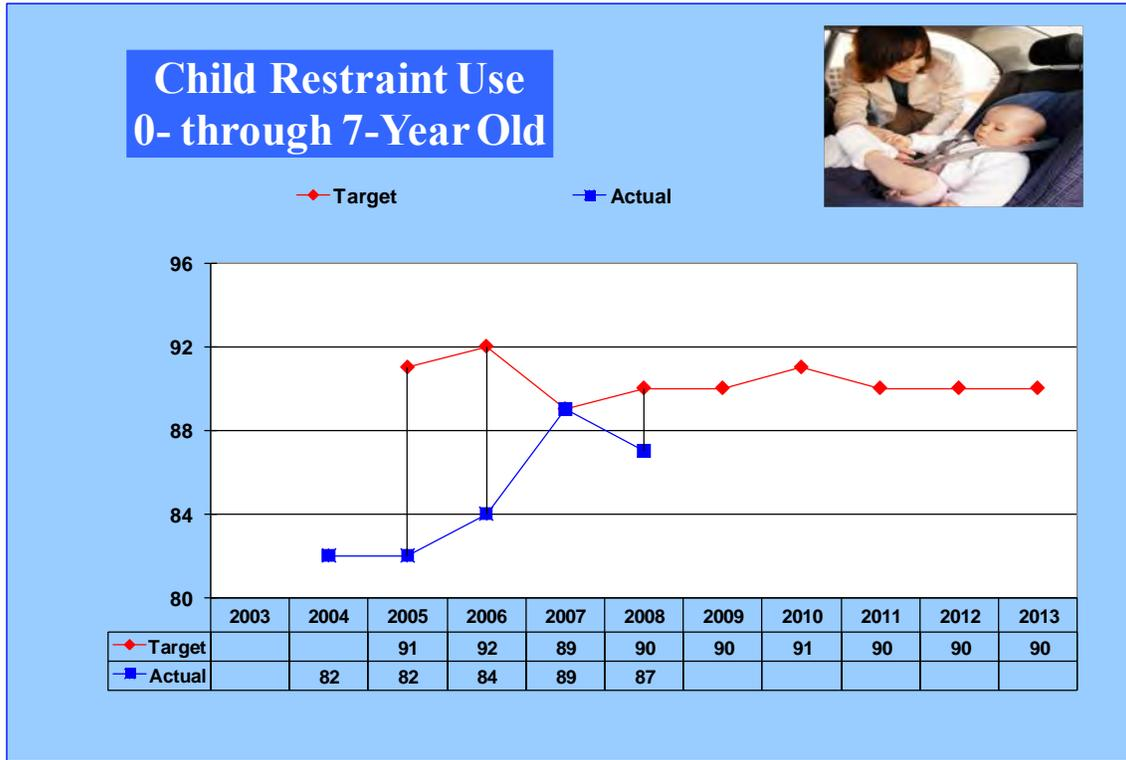 Child Restraint Use
0- through 7-Year Old
Target Actual
96
92
88
84
80
2003 2004 2005 2006 2007 2008 2009 2010 2011 2012 2013
Target 91 92 89 90 90 91 90 90 90
Actual 82 82 84 89 87